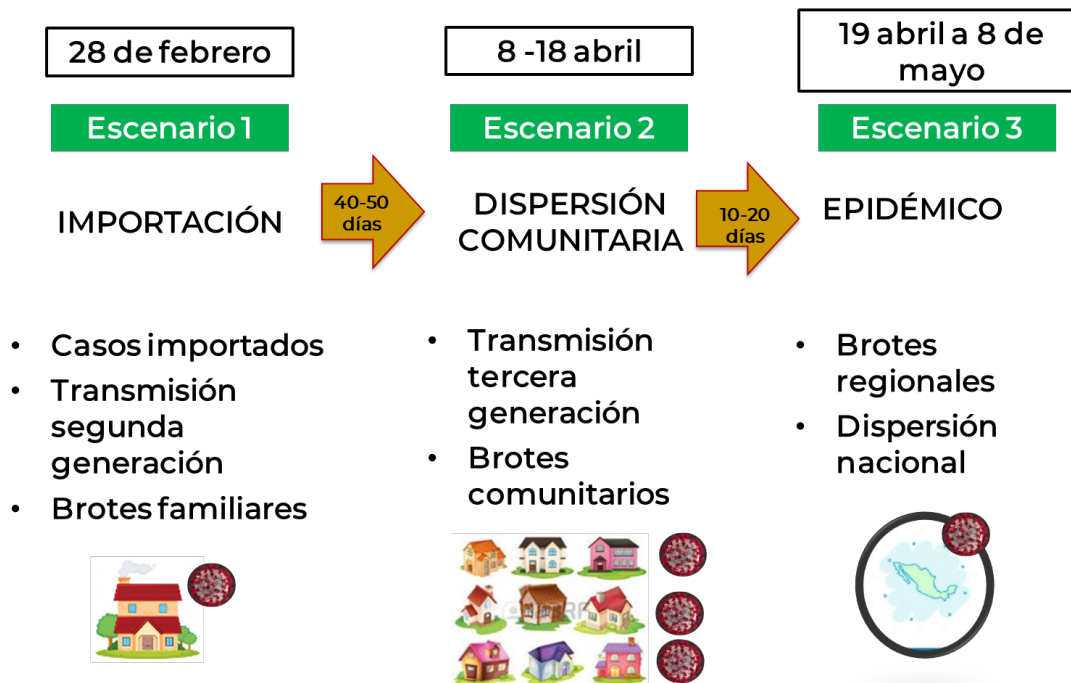 28 de febrero
Escenario 1
IMPORTACIÓN
• Casos importados
• Transmisión
segunda
generación
• Brotes familiares
40-50
días
8 -18 abril
Escenario 2
DISPERSIÓN
COMUNITARIA
• Transmisión
tercera
generación
• Brotes
comunitarios
10-20
días
19 abril a 8 de
mayo
Escenario 3
EPIDÉMICO
• Brotes
regionales
• Dispersión
nacional